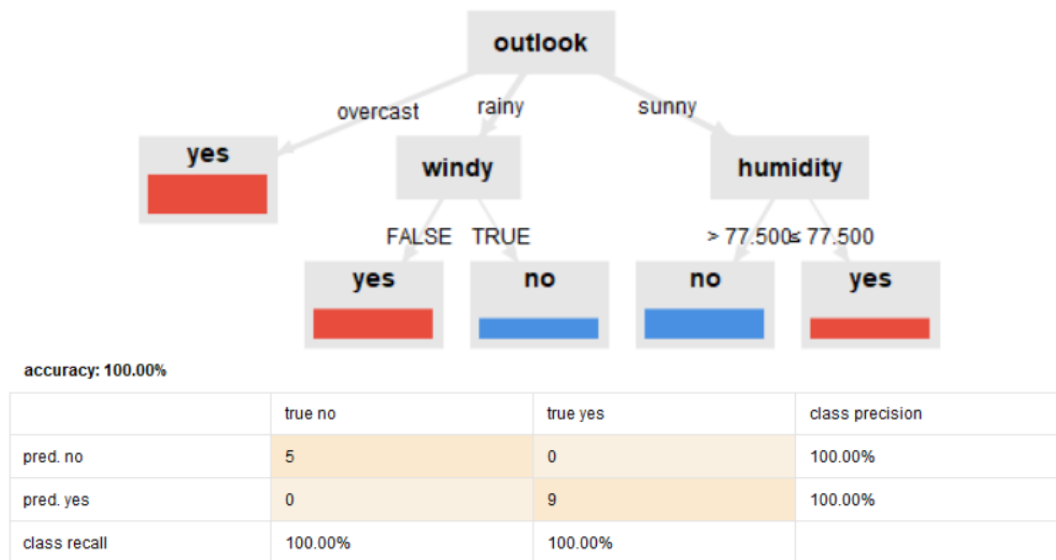 outlook
overcast rainy sunny
yes windy humidity
FALSE TRUE > 77.500 ≤ 77.500
yes no no yes
accuracy: 100.00%
true no true yes class precision
pred. no 5 0 100.00%
pred. yes 0 9 100.00%
class recall 100.00% 100.00%